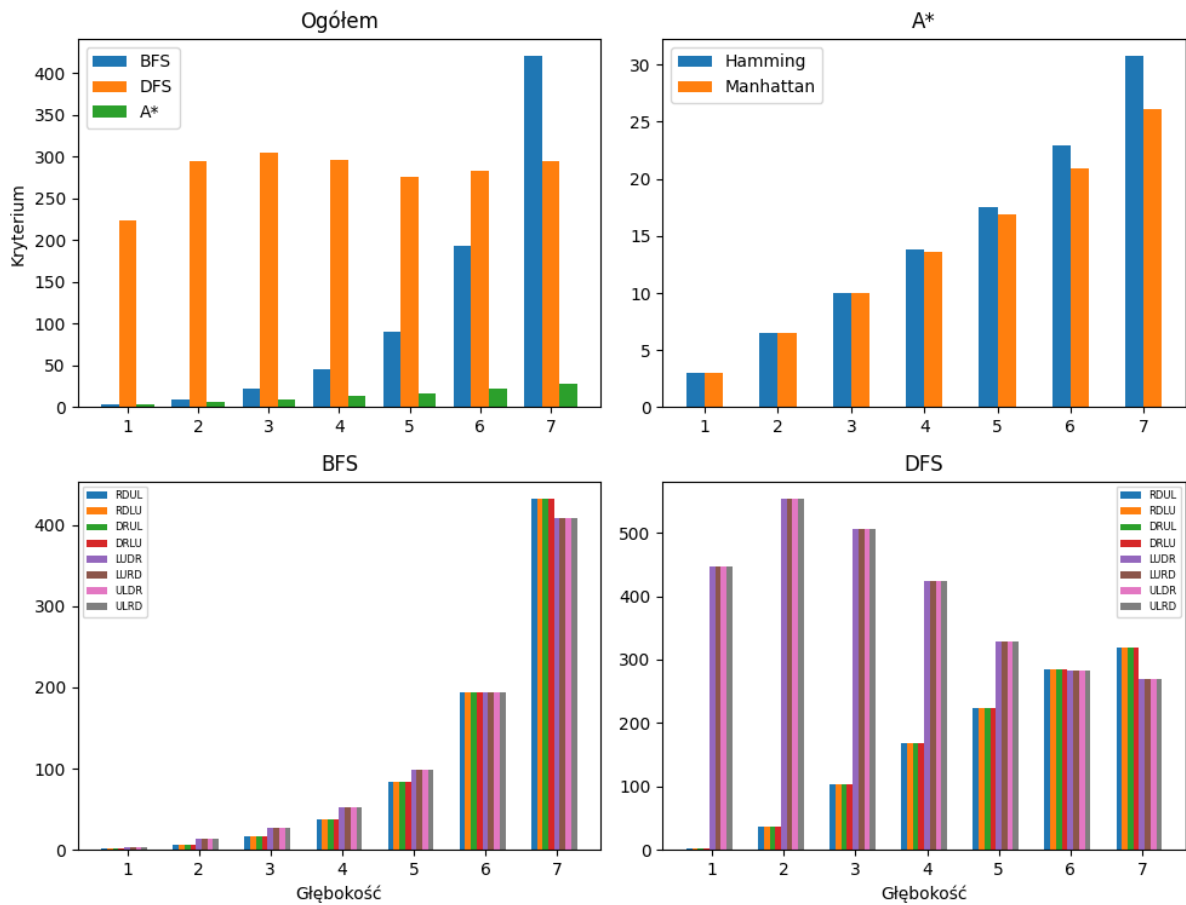 Ogółem
BFS
DFS
A*
400
350
300
250
200
150
100
50
0
Kryterium
1 2 3 4 5 6 7
A*
Hamming
Manhattan
30
25
20
15
10
5
0
1 2 3 4 5 6 7
BFS
RDUL
RDLU
DRUL
DRLU
LUDR
LURD
ULDR
ULRD
400
300
200
100
0
1 2 3 4 5 6 7
Głębokość
DFS
RDUL
RDLU
DRUL
DRLU
LUDR
LURD
ULDR
ULRD
500
400
300
200
100
0
1 2 3 4 5 6 7
Głębokość